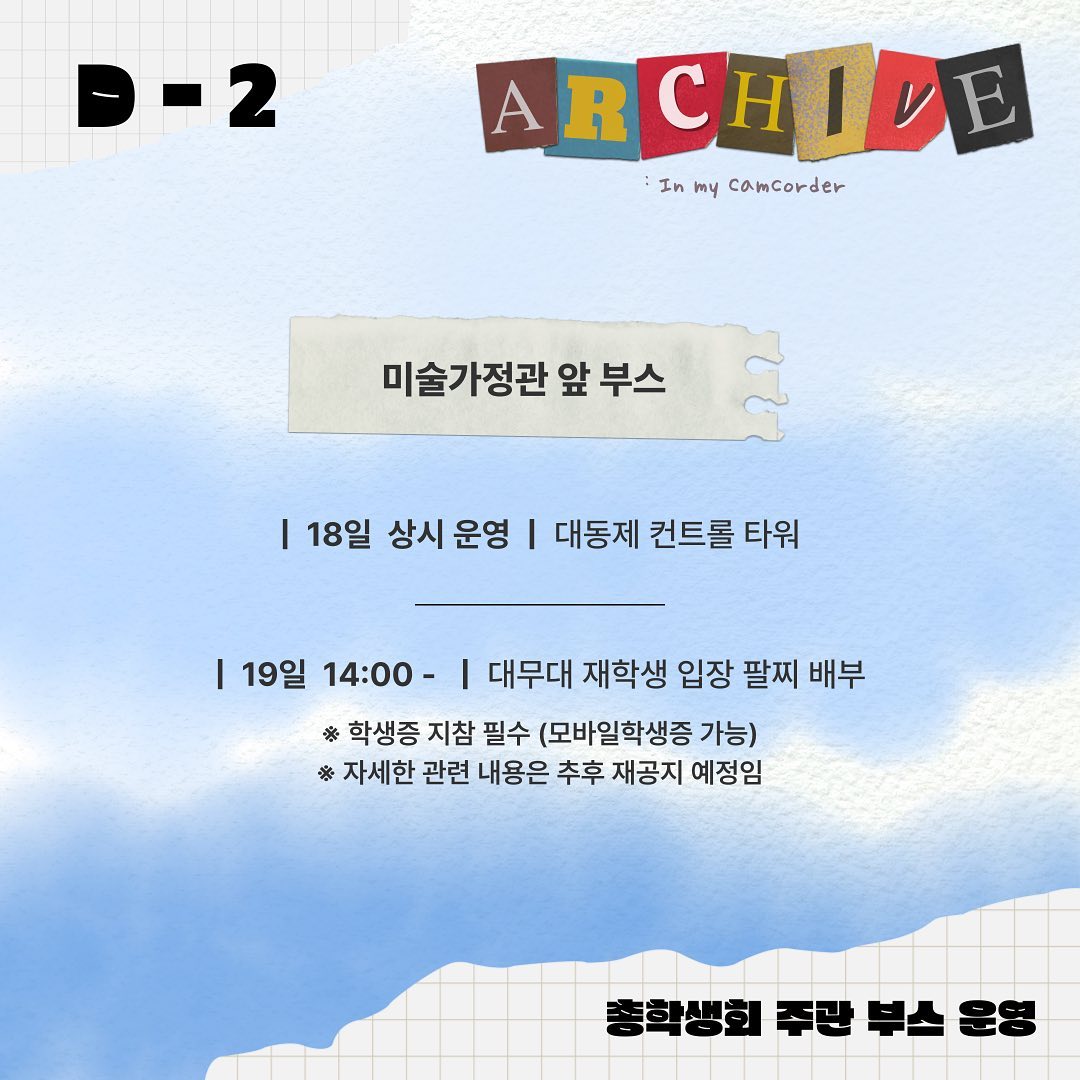 D - 2
ARCHIVE
: In my camcorder
미술가정관 앞 부스
| 18일 상시 운영 | 대동제 컨트롤 타워
| 19일 14:00 - | 대무대 재학생 입장 팔찌 배부
※ 학생증 지참 필수 (모바일학생증 가능)
※ 자세한 관련 내용은 추후 재공지 예정임
총학생회 주관 부스 운영